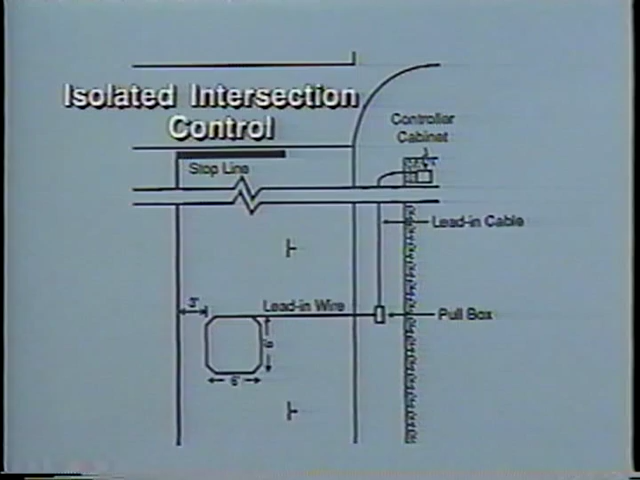 Isolated Intersection
Control
Controller
Cabinet
Stop Line
Lead-in Cable
3'
Lead-in Wire
Pull Box
6'
6'